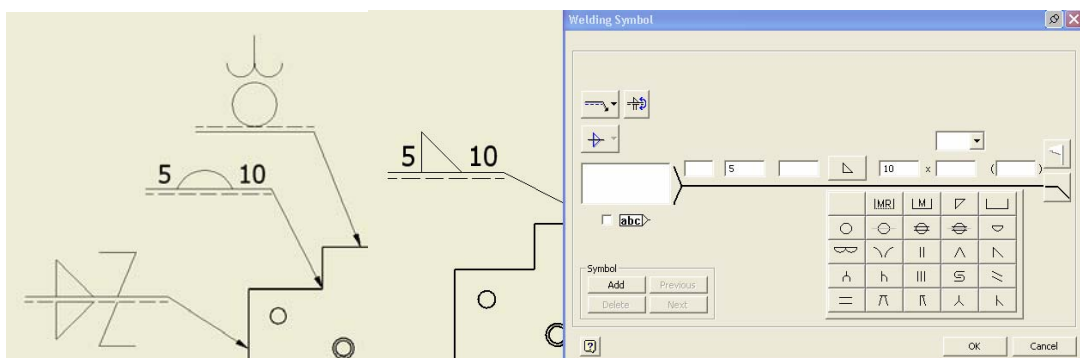 5 10
5 10
Welding Symbol
5 10 x ( )
abc
MR M
Symbol
Add Previous
Delete Next
?
OK Cancel